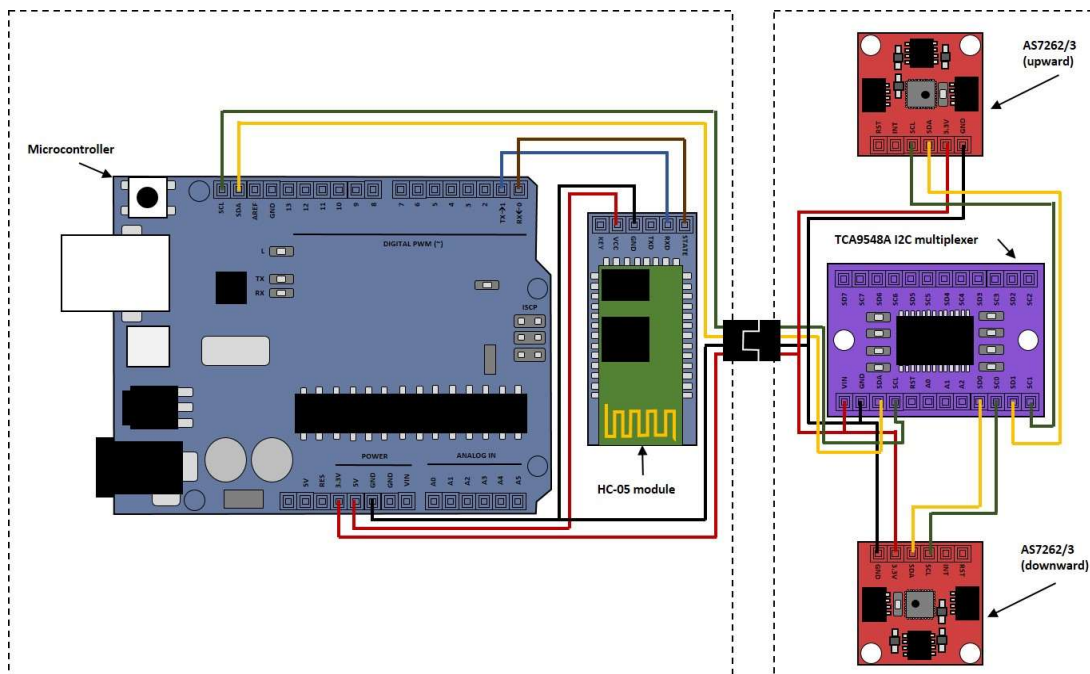 Microcontroller
SCL
SDA
AREF
GND
13
12
11
10
9
8
7
6
5
4
3
2
TX→1
RX←0
DIGITAL PWM (~)
L
TX
RX
ISCP
POWER
ANALOG IN
5V
RES
3.3V
5V
GND
GND
VIN
A0
A1
A2
A3
A4
A5
KEY
VCC
GND
TXD
RXD
STATE
HC-05 module
AS7262/3
(upward)
RST
INT
SCL
SDA
3.3V
GND
TCA9548A I2C multiplexer
SD7
SC7
SD6
SC6
SD5
SC5
SD4
SC4
SD3
SC3
SD2
SC2
VIN
GND
SDA
SCL
RST
A0
A1
A2
SD0
SC0
SD1
SC1
AS7262/3
(downward)
GND
3.3V
SDA
SCL
INT
RST